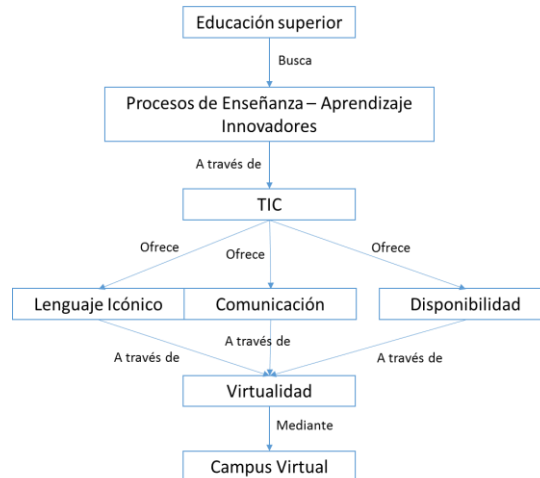 Educación superior
Busca
Procesos de Enseñanza – Aprendizaje
Innovadores
A través de
TIC
Ofrece
Ofrece
Ofrece
Lenguaje Icónico
Comunicación
Disponibilidad
A través de
A través de
A través de
Virtualidad
Mediante
Campus Virtual